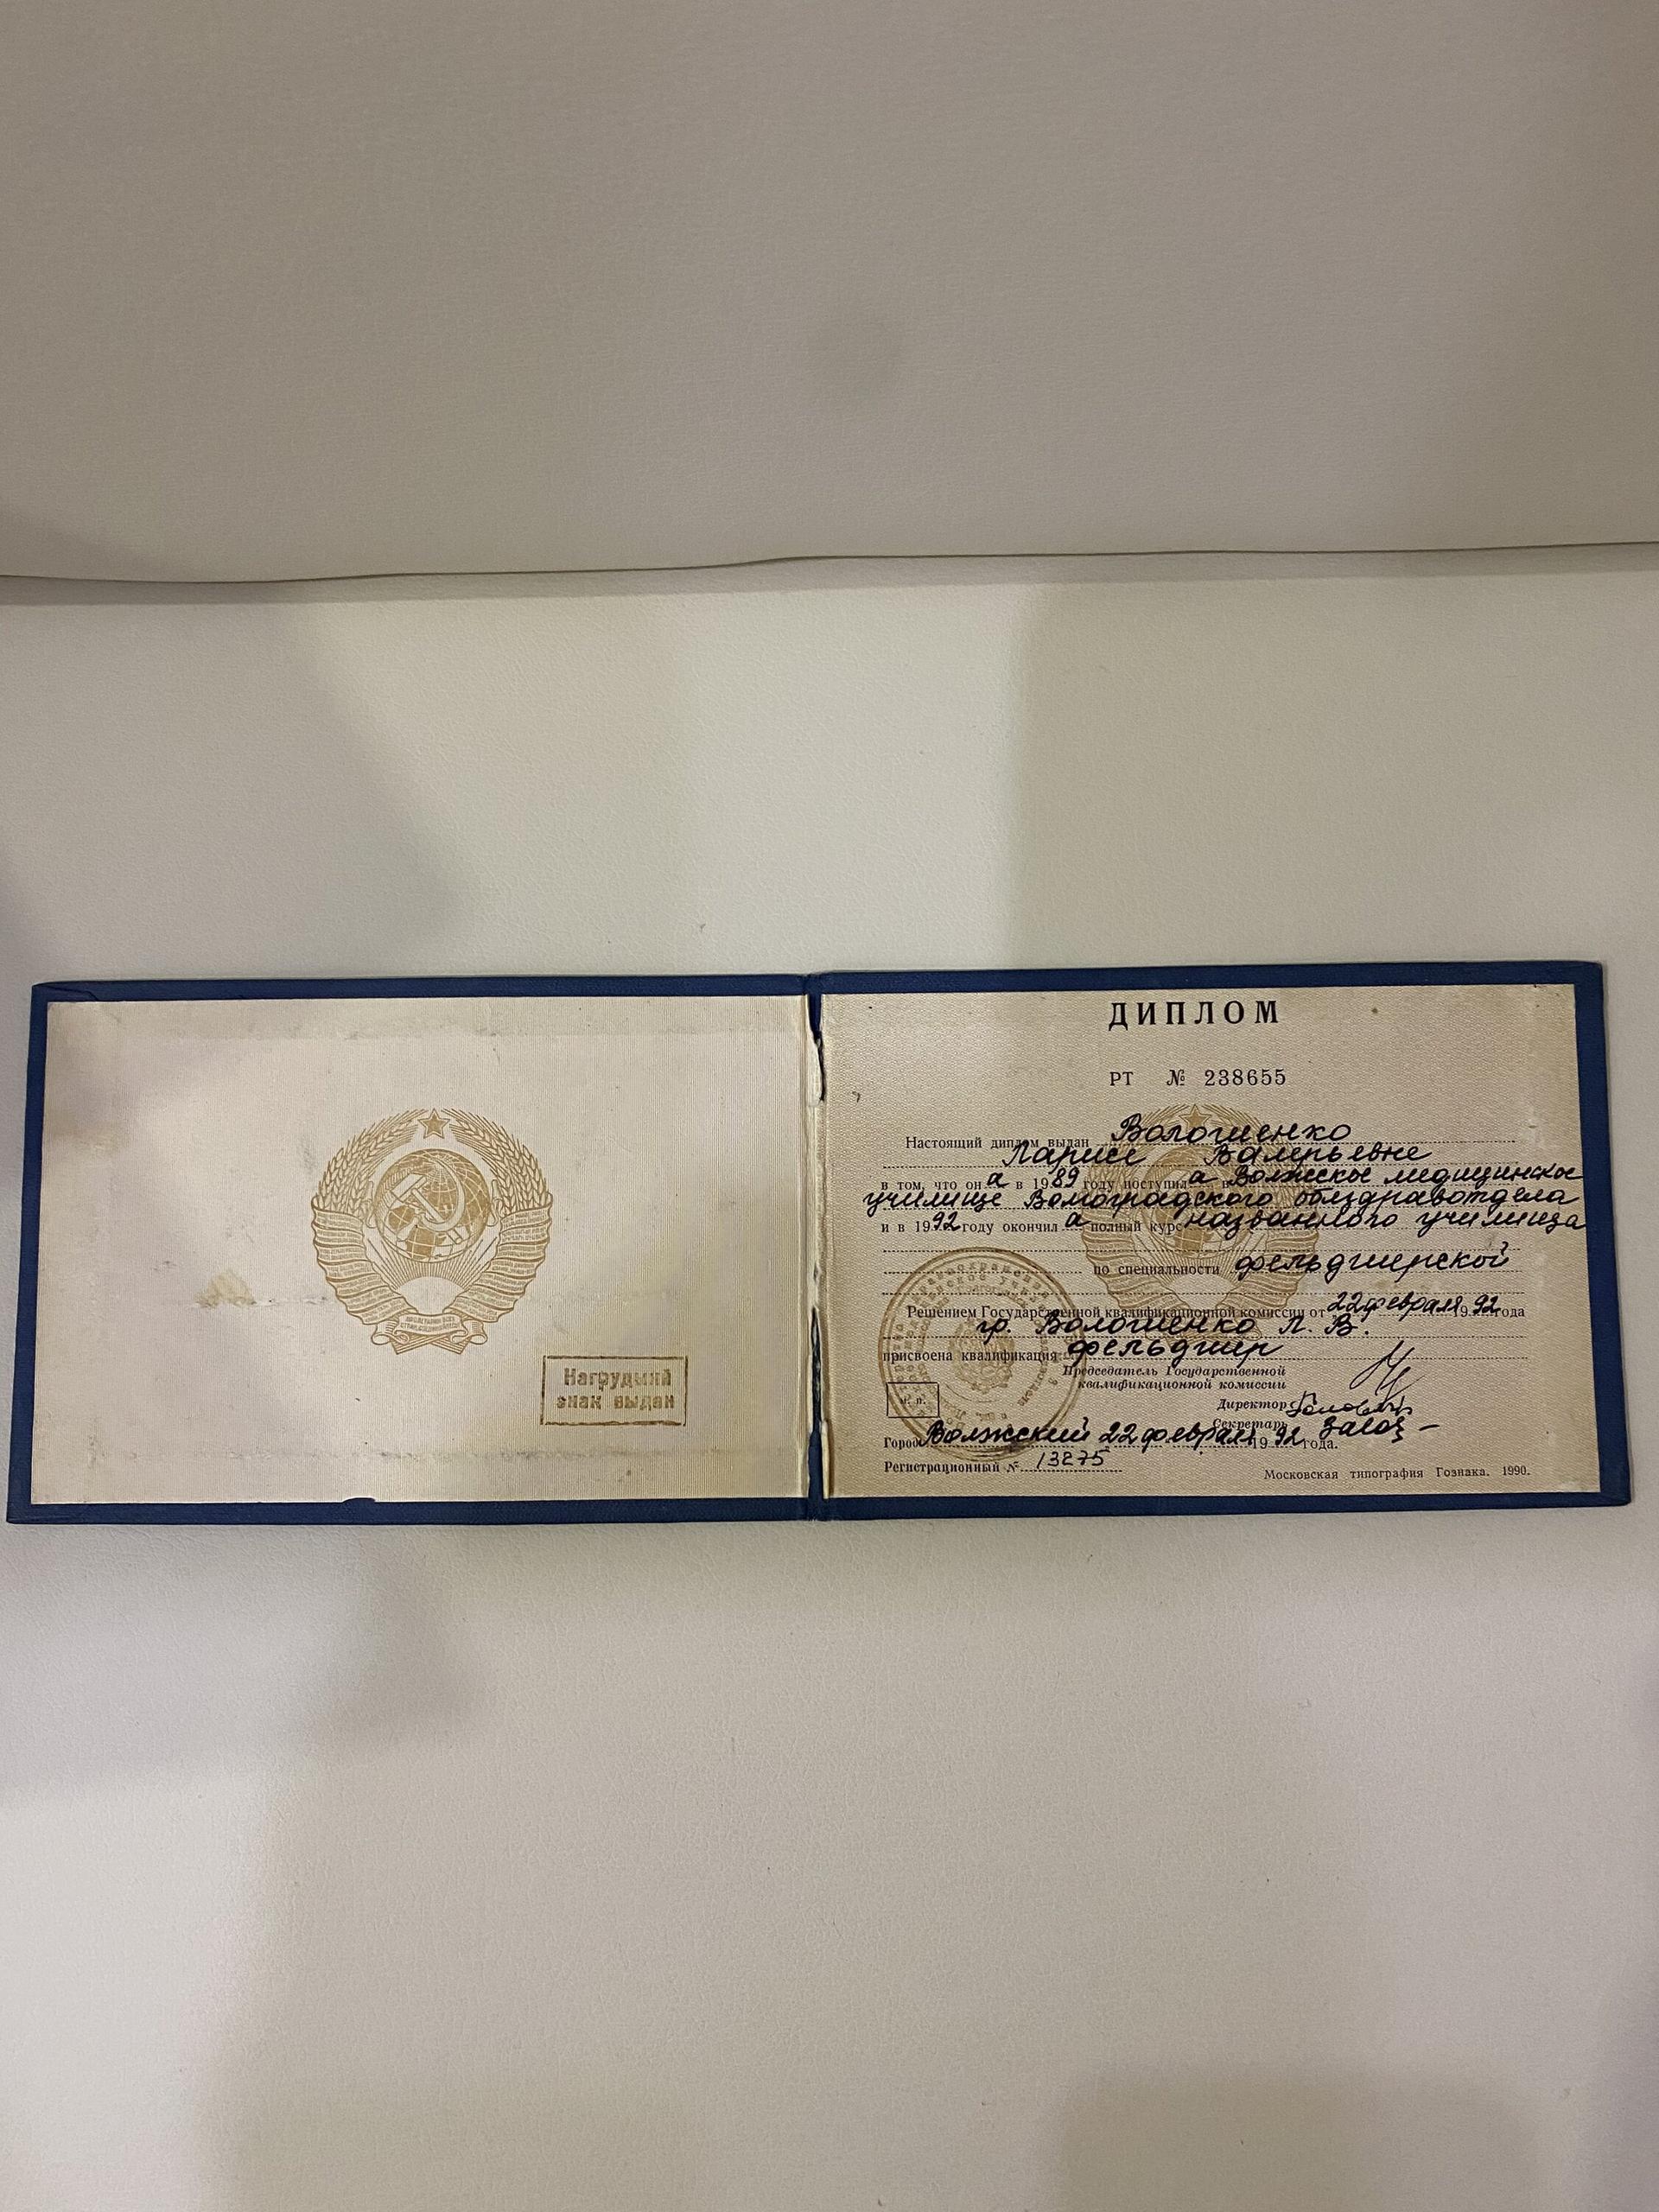 Нагрудный
знак выдан
ДИПЛОМ
РТ № 238655
Настоящий диплом выдан Волошенко
Ларисе Валерьевне
в том, что она в 1989 году поступила в Волжское медицинское
училище Волгоградского облздравотдела
и в 1992 году окончила полный курс названного училища
по специальности фельдшерской
Решением Государственной квалификационной комиссии от 22 февраля 1992 года
гр. Волошенко Л. В.
присвоена квалификация фельдшер
Председатель Государственной
квалификационной комиссии
Директор
Секретарь
м. п.
Город Волжский 22 февраля 1992 года.
Регистрационный № 13275
Московская типография Гознака. 1990.